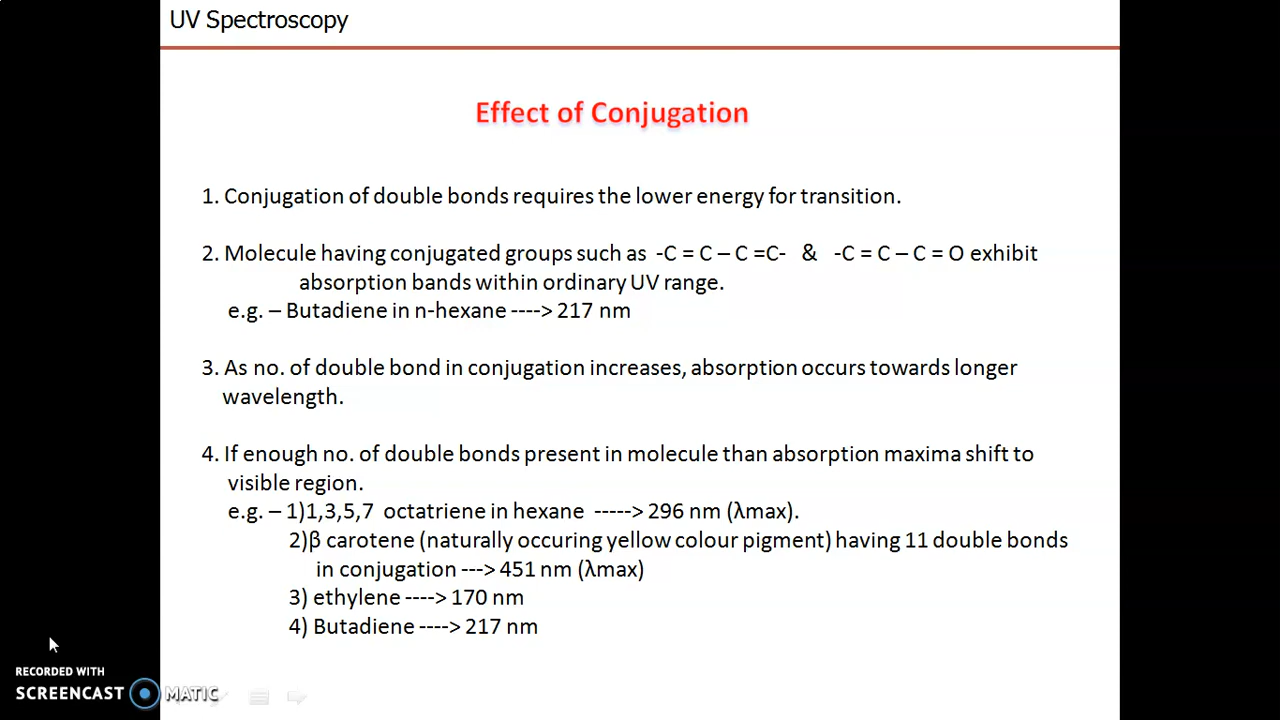 UV Spectroscopy
Effect of Conjugation
1. Conjugation of double bonds requires the lower energy for transition.
2. Molecule having conjugated groups such as -C = C – C =C- & -C = C – C = O exhibit
absorption bands within ordinary UV range.
e.g. – Butadiene in n-hexane ----> 217 nm
3. As no. of double bond in conjugation increases, absorption occurs towards longer
wavelength.
4. If enough no. of double bonds present in molecule than absorption maxima shift to
visible region.
e.g. – 1)1,3,5,7 octatriene in hexane -----> 296 nm (λmax).
2)β carotene (naturally occuring yellow colour pigment) having 11 double bonds
in conjugation ---> 451 nm (λmax)
3) ethylene ----> 170 nm
4) Butadiene ----> 217 nm
RECORDED WITH
SCREENCAST MATIC